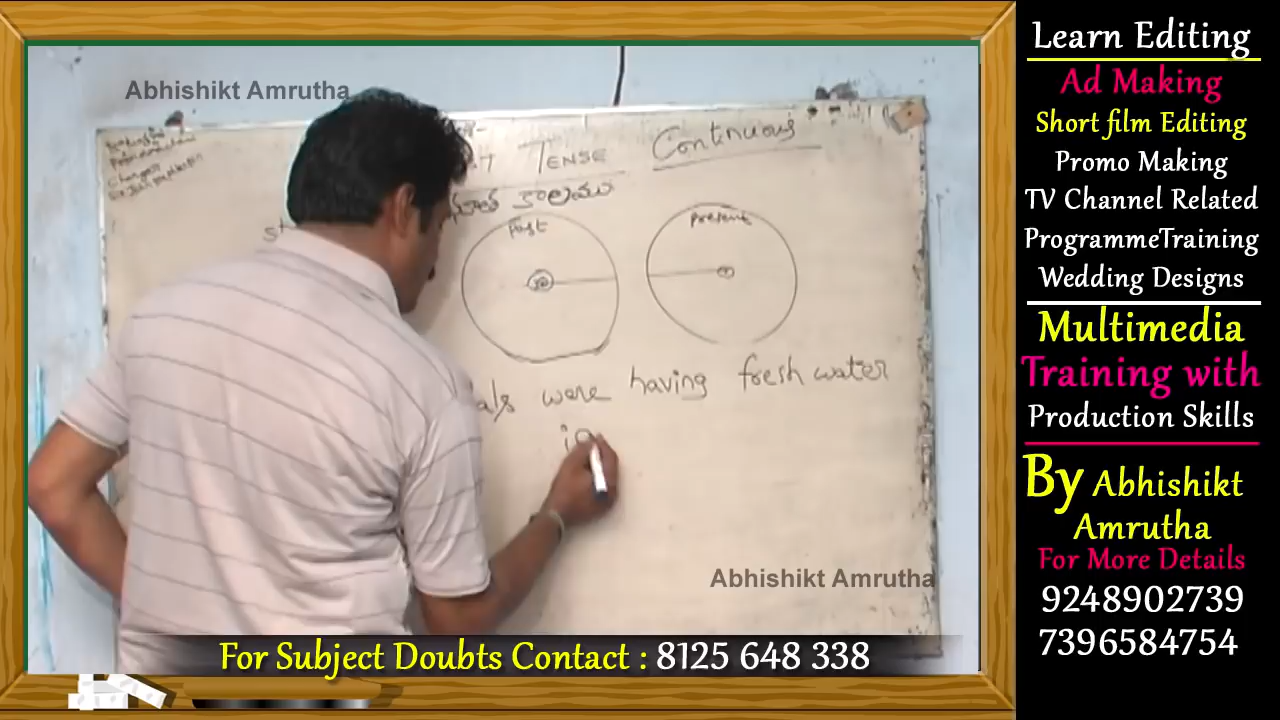 Abhishikt Amrutha
TENSE Continuous
భూత కాలము
Past
Present
were having fresh water
Abhishikt Amrutha
For Subject Doubts Contact : 8125 648 338
Learn Editing
Ad Making
Short film Editing
Promo Making
TV Channel Related
ProgrammeTraining
Wedding Designs
Multimedia
Training with
Production Skills
By Abhishikt
Amrutha
For More Details
9248902739
7396584754